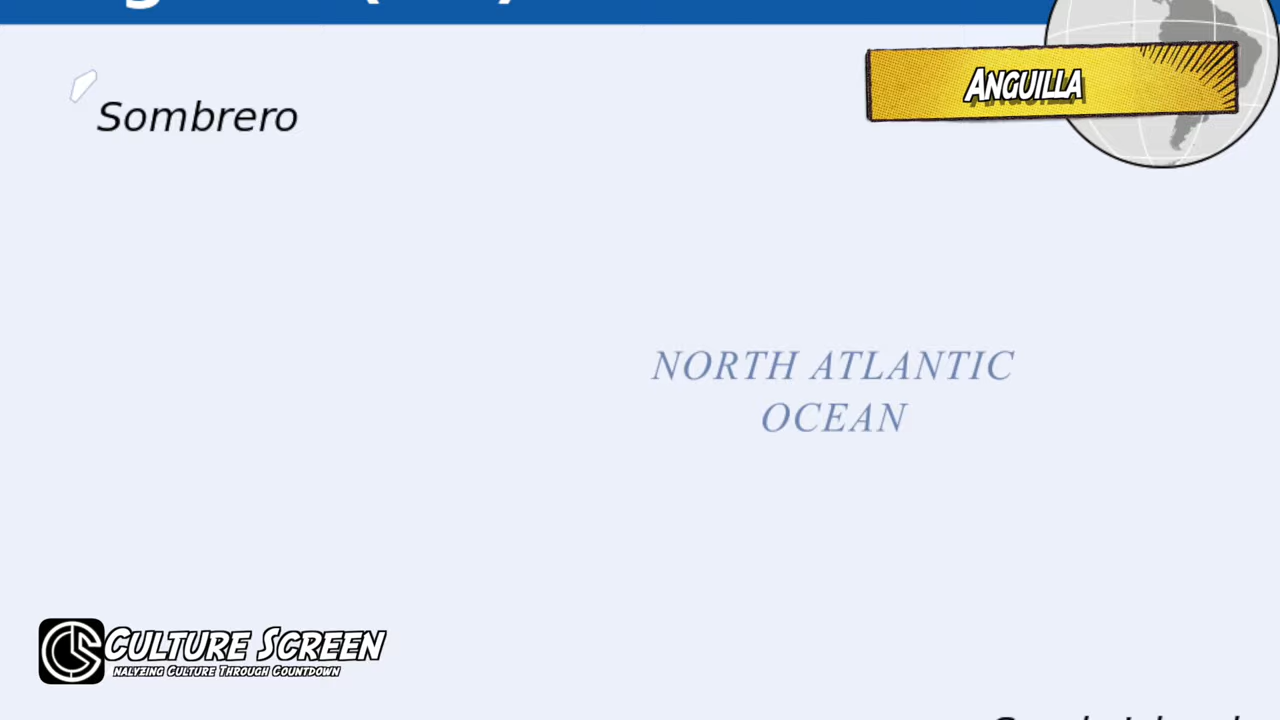 Sombrero
ANGUILLA
NORTH ATLANTIC
OCEAN
CULTURE SCREEN
NALYZING CULTURE THROUGH COUNTDOWN